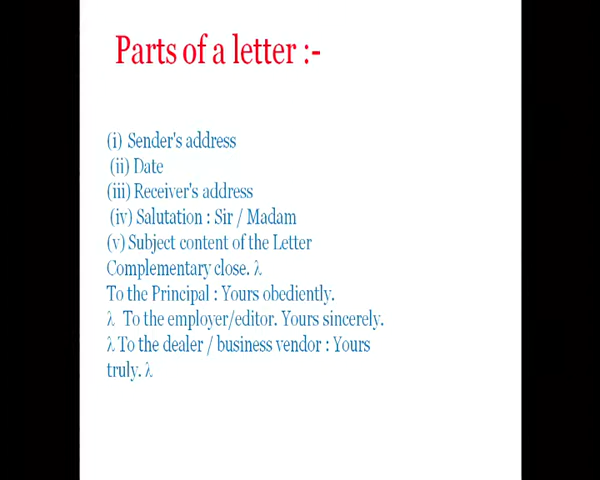 Parts of a letter :-
(i) Sender's address
(ii) Date
(iii) Receiver's address
(iv) Salutation : Sir / Madam
(v) Subject content of the Letter
Complementary close. λ
To the Principal : Yours obediently.
λ To the employer/editor. Yours sincerely.
λ To the dealer / business vendor : Yours
truly. λ